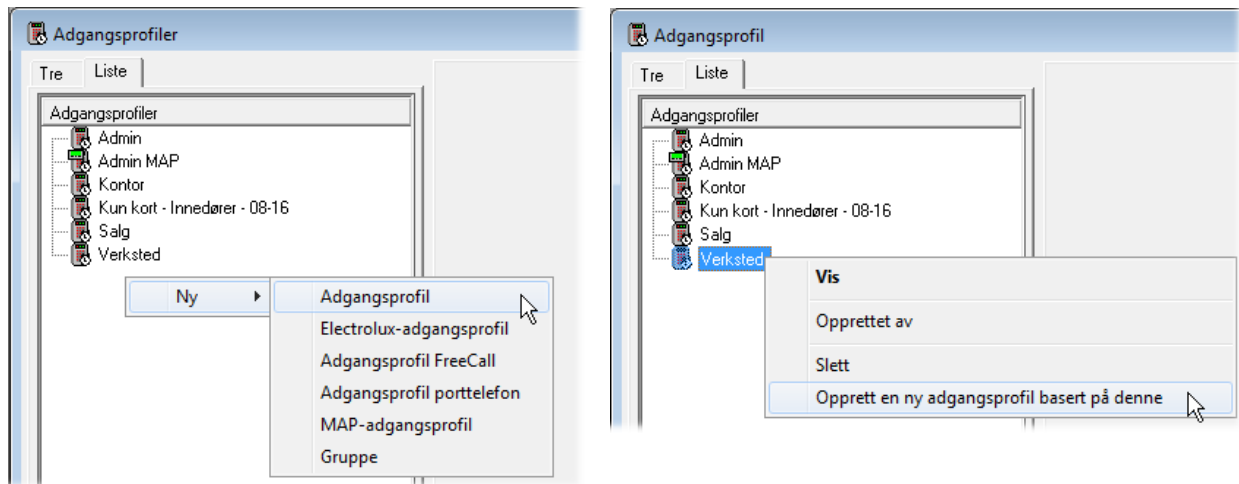 Adgangsprofiler
Tre
Liste
Adgangsprofiler
Admin
Admin MAP
Kontor
Kun kort - Innedører - 08-16
Salg
Verksted
Ny
Adgangsprofil
Electrolux-adgangsprofil
Adgangsprofil FreeCall
Adgangsprofil porttelefon
MAP-adgangsprofil
Gruppe
Adgangsprofil
Tre
Liste
Adgangsprofiler
Admin
Admin MAP
Kontor
Kun kort - Innedører - 08-16
Salg
Verksted
Vis
Opprettet av
Slett
Opprett en ny adgangsprofil basert på denne